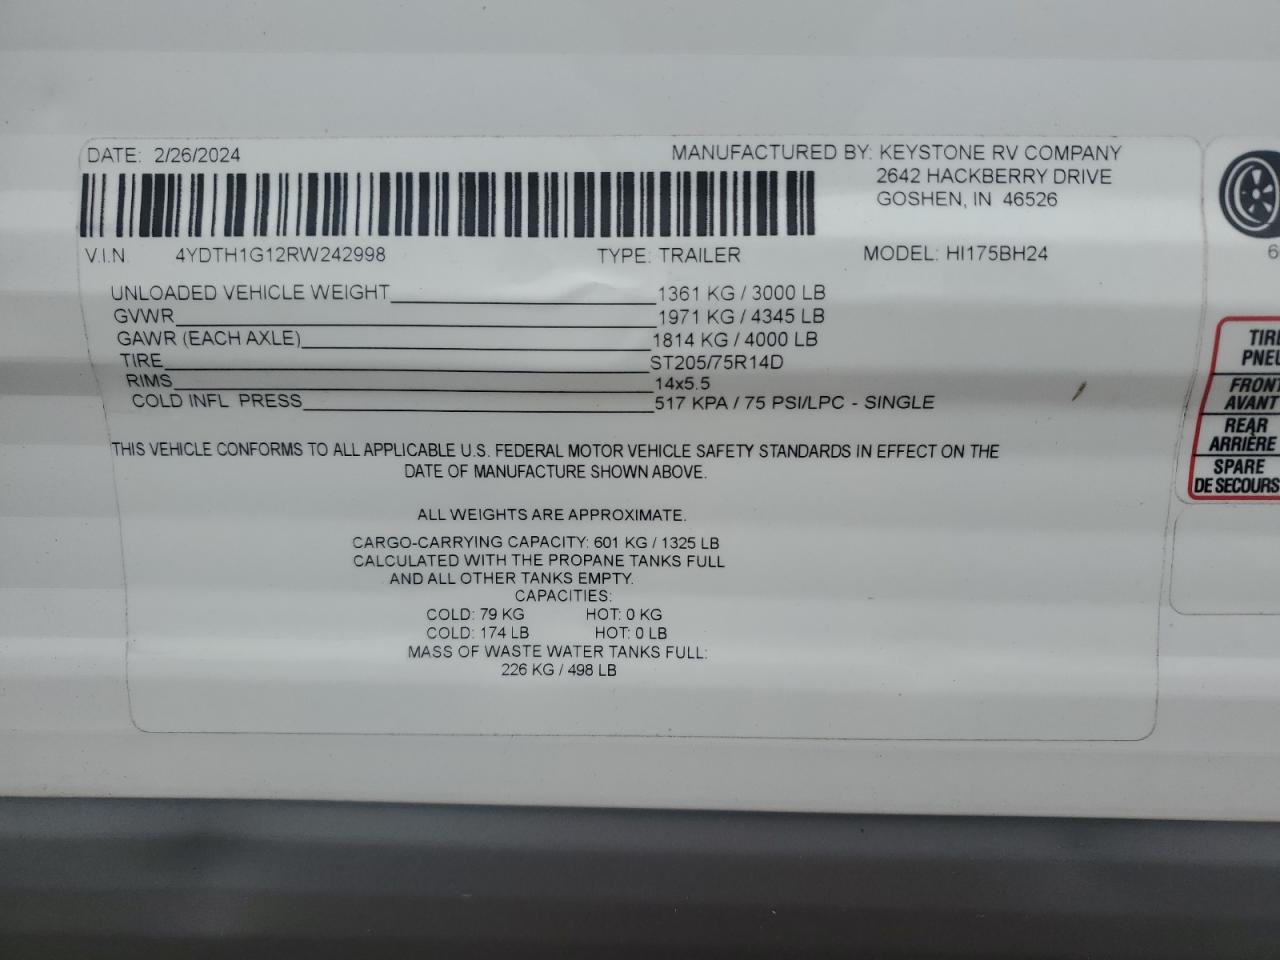 DATE: 2/26/2024
MANUFACTURED BY: KEYSTONE RV COMPANY
2642 HACKBERRY DRIVE
GOSHEN, IN 46526
V.I.N. 4YDTH1G12RW242998 TYPE: TRAILER MODEL: HI175BH24
UNLOADED VEHICLE WEIGHT 1361 KG / 3000 LB
GVWR 1971 KG / 4345 LB
GAWR (EACH AXLE) 1814 KG / 4000 LB
TIRE ST205/75R14D
RIMS 14x5.5
COLD INFL PRESS 517 KPA / 75 PSI/LPC - SINGLE
THIS VEHICLE CONFORMS TO ALL APPLICABLE U.S. FEDERAL MOTOR VEHICLE SAFETY STANDARDS IN EFFECT ON THE
DATE OF MANUFACTURE SHOWN ABOVE.
ALL WEIGHTS ARE APPROXIMATE.
CARGO-CARRYING CAPACITY: 601 KG / 1325 LB
CALCULATED WITH THE PROPANE TANKS FULL
AND ALL OTHER TANKS EMPTY.
CAPACITIES:
COLD: 79 KG HOT: 0 KG
COLD: 174 LB HOT: 0 LB
MASS OF WASTE WATER TANKS FULL:
226 KG / 498 LB
FRONT
AVANT
REAR
ARRIÈRE
SPARE
DE SECOURS